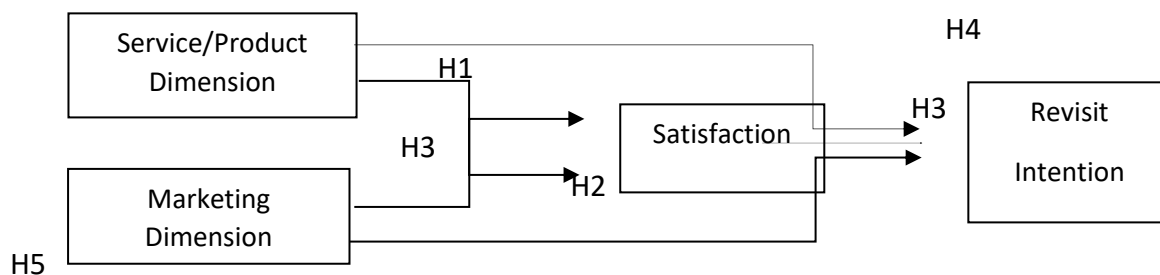 Service/Product
Dimension
H1
H4
H3
Satisfaction
H3
Revisit
Intention
H2
Marketing
Dimension
H5